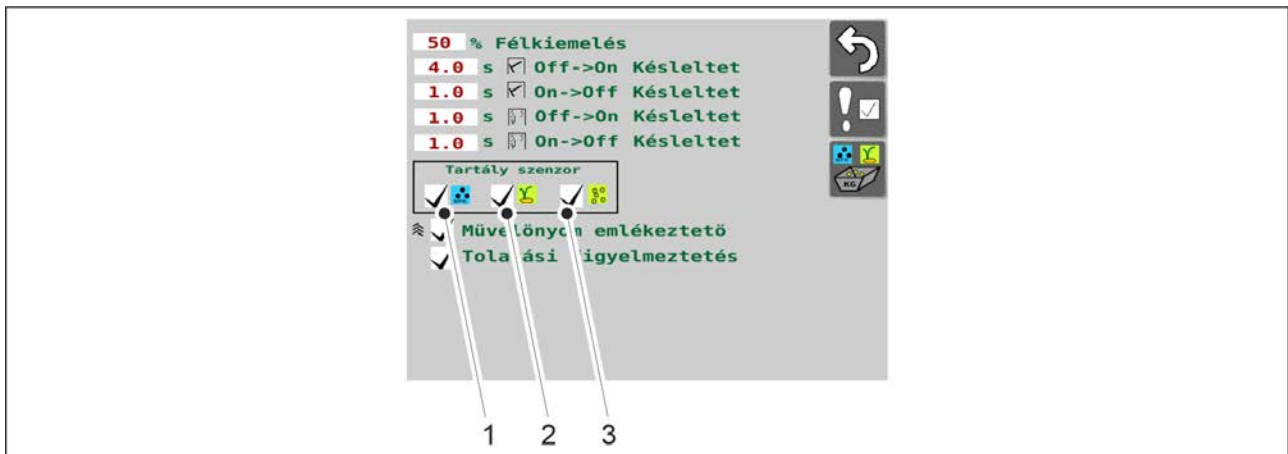 50 % Félkiemelés
4.0 s Off->On Késleltet
1.0 s On->Off Késleltet
1.0 s Off->On Késleltet
1.0 s On->Off Késleltet
Tartály szenzor
emlékeztetö
KG
1 2 3